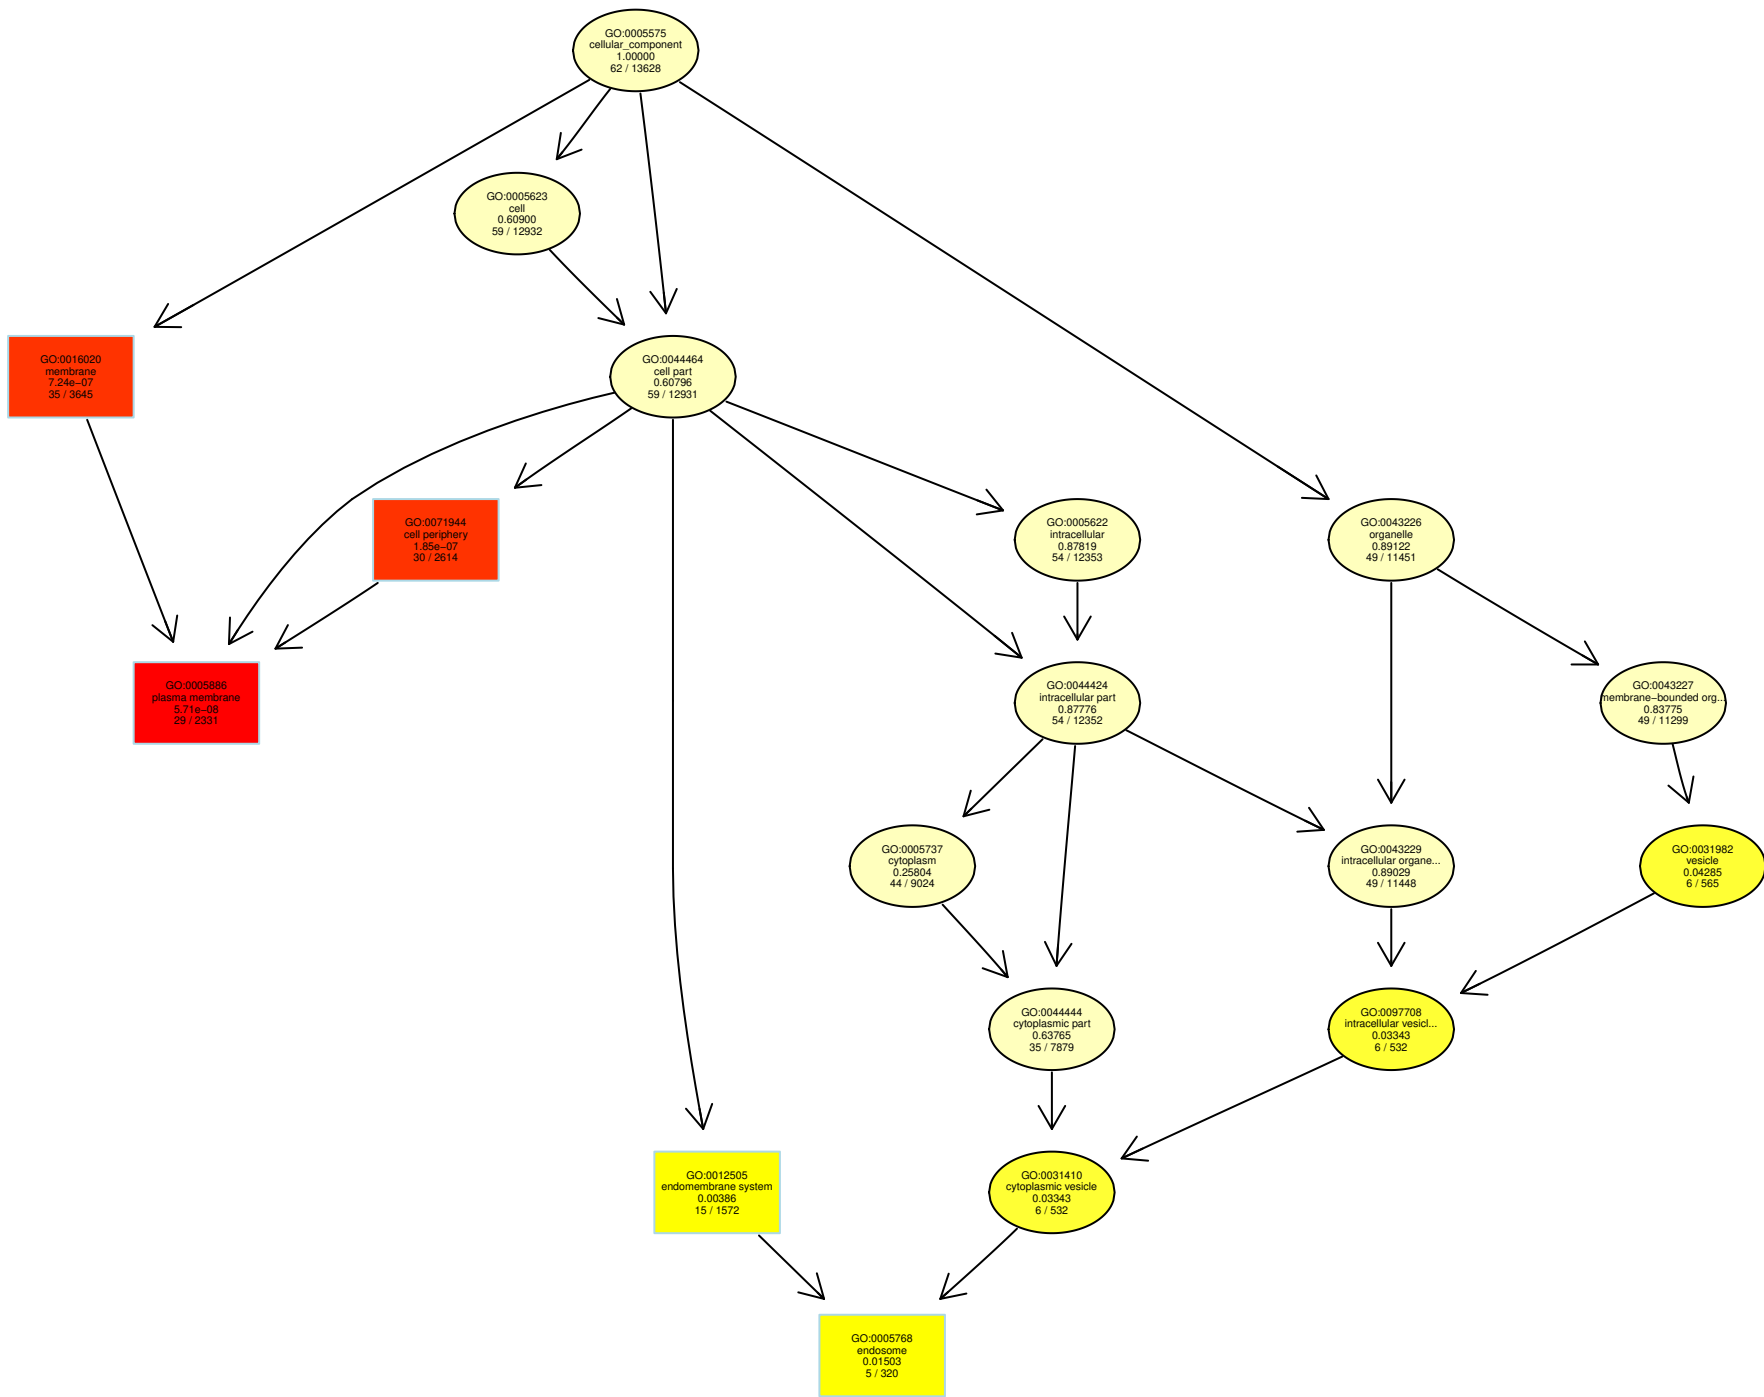 GO:0005575
cellular_component
1.00000
62 / 13628
GO:0005623
cell
0.60900
59 / 12932
GO:0016020
membrane
7.24e−07
35 / 3645
GO:0044464
cell part
0.60796
59 / 12931
GO:0071944
cell periphery
1.85e−07
30 / 2614
GO:0005622
intracellular
0.87819
54 / 12353
GO:0043226
organelle
0.89122
49 / 11451
GO:0005886
plasma membrane
5.71e−08
29 / 2331
GO:0044424
intracellular part
0.87776
54 / 12352
GO:0043227
membrane−bounded org...
0.83775
49 / 11299
GO:0005737
cytoplasm
0.25804
44 / 9024
GO:0043229
intracellular organe...
0.89029
49 / 11448
GO:0031982
vesicle
0.04285
6 / 565
GO:0044444
cytoplasmic part
0.63765
35 / 7879
GO:0097708
intracellular vesicl...
0.03343
6 / 532
GO:0012505
endomembrane system
0.00386
15 / 1572
GO:0031410
cytoplasmic vesicle
0.03343
6 / 532
GO:0005768
endosome
0.01503
5 / 320